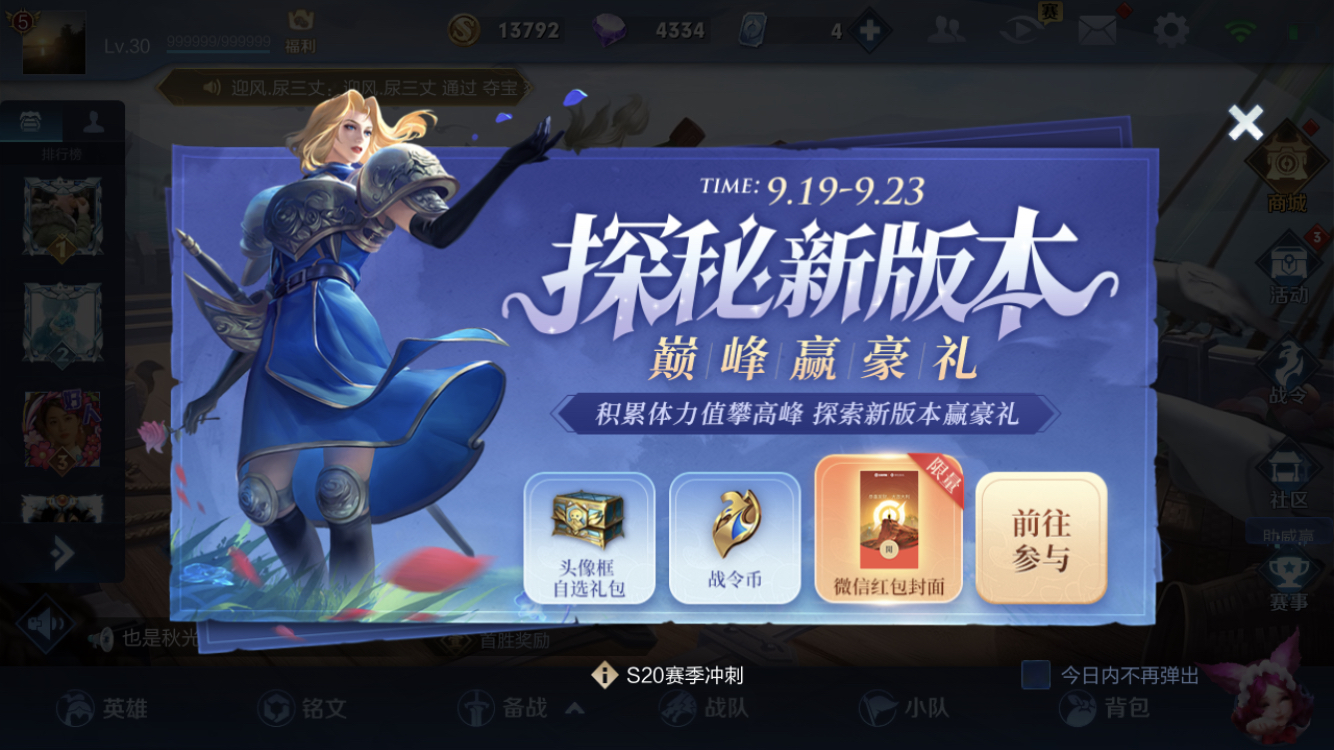 5
Lv.30
999999/999999
福利
13792
4334
4
赛
迎风.尿三丈：迎风.尿三丈 通过 夺宝
排行榜
1
2
3
TIME: 9.19-9.23
探秘新版本
巅峰赢豪礼
积累体力值攀高峰 探索新版本赢豪礼
头像框
自选礼包
战令币
限量
微信红包封面
前往
参与
商城
3
活动
战令
社区
赛事
也是秋光
首胜奖励
S20赛季冲刺
今日内不再弹出
英雄
铭文
备战
战队
小队
背包